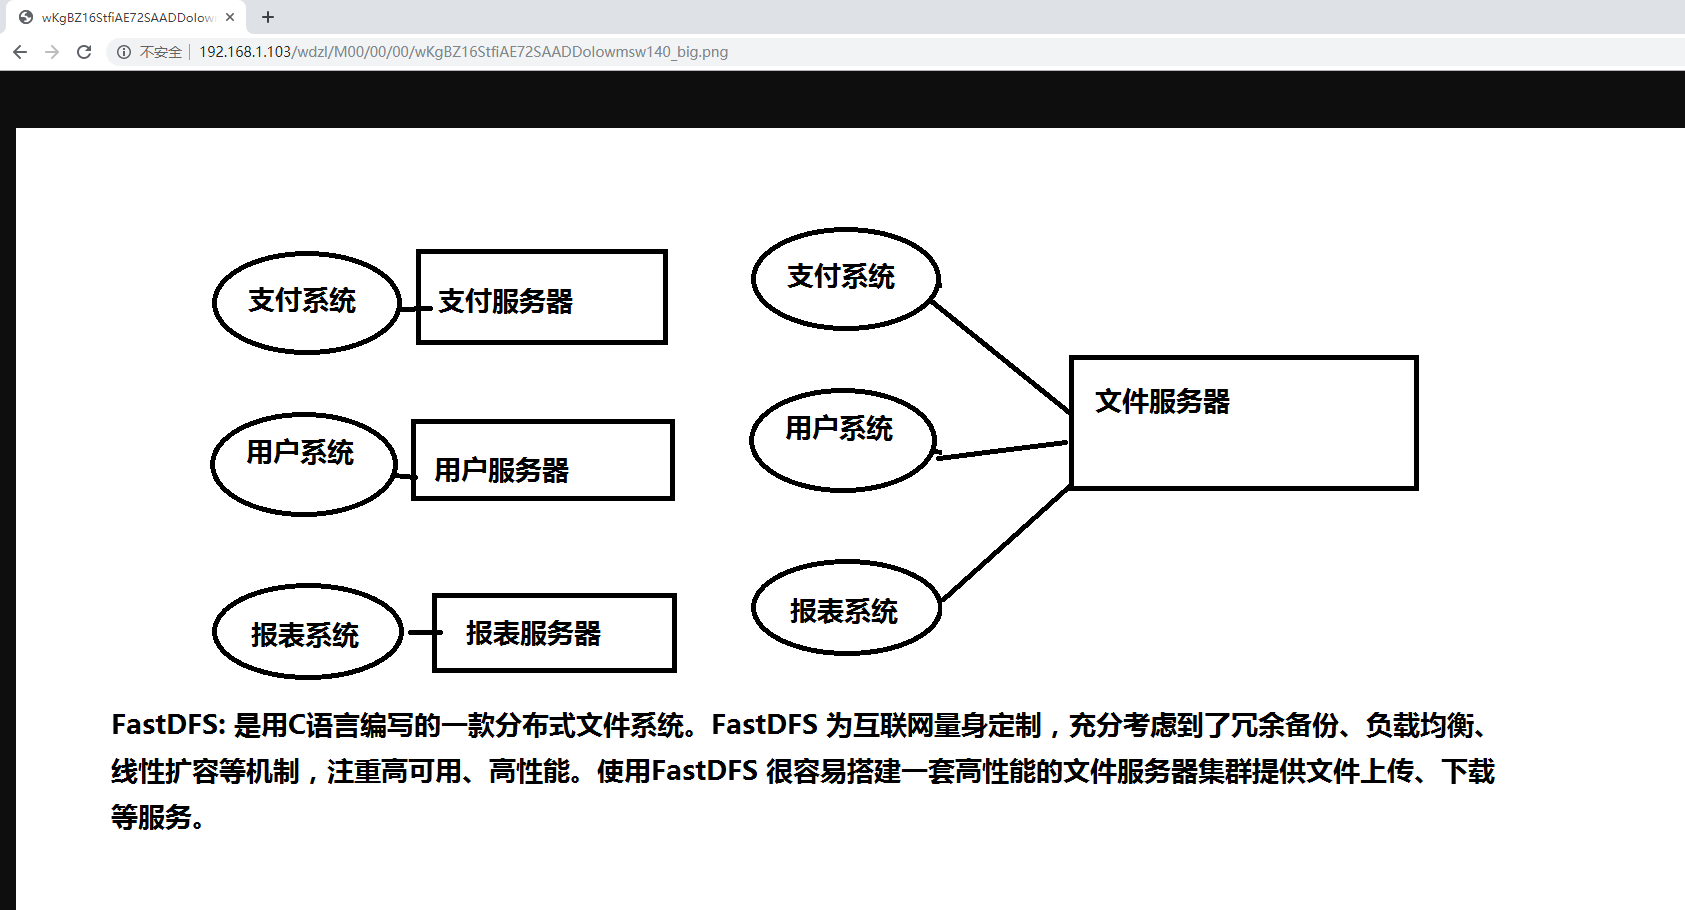 wKgBZ16StfiAE72SAADDolow
不安全
192.168.1.103/wdzl/M00/00/00/wKgBZ16StfiAE72SAADDolowmsw140_big.png
支付系统
支付服务器
用户系统
用户服务器
报表系统
报表服务器
支付系统
用户系统
报表系统
文件服务器
FastDFS: 是用C语言编写的一款分布式文件系统。FastDFS 为互联网量身定制，充分考虑到了冗余备份、负载均衡、
线性扩容等机制，注重高可用、高性能。使用FastDFS 很容易搭建一套高性能的文件服务器集群提供文件上传、下载
等服务。